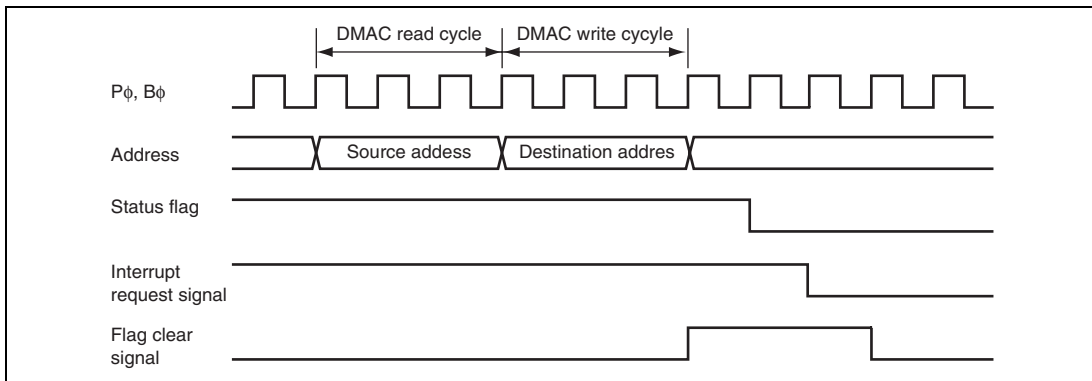 DMAC read cycle
DMAC write cycyle
Pϕ, Bϕ
Address
Source addess
Destination addres
Status flag
Interrupt
request signal
Flag clear
signal